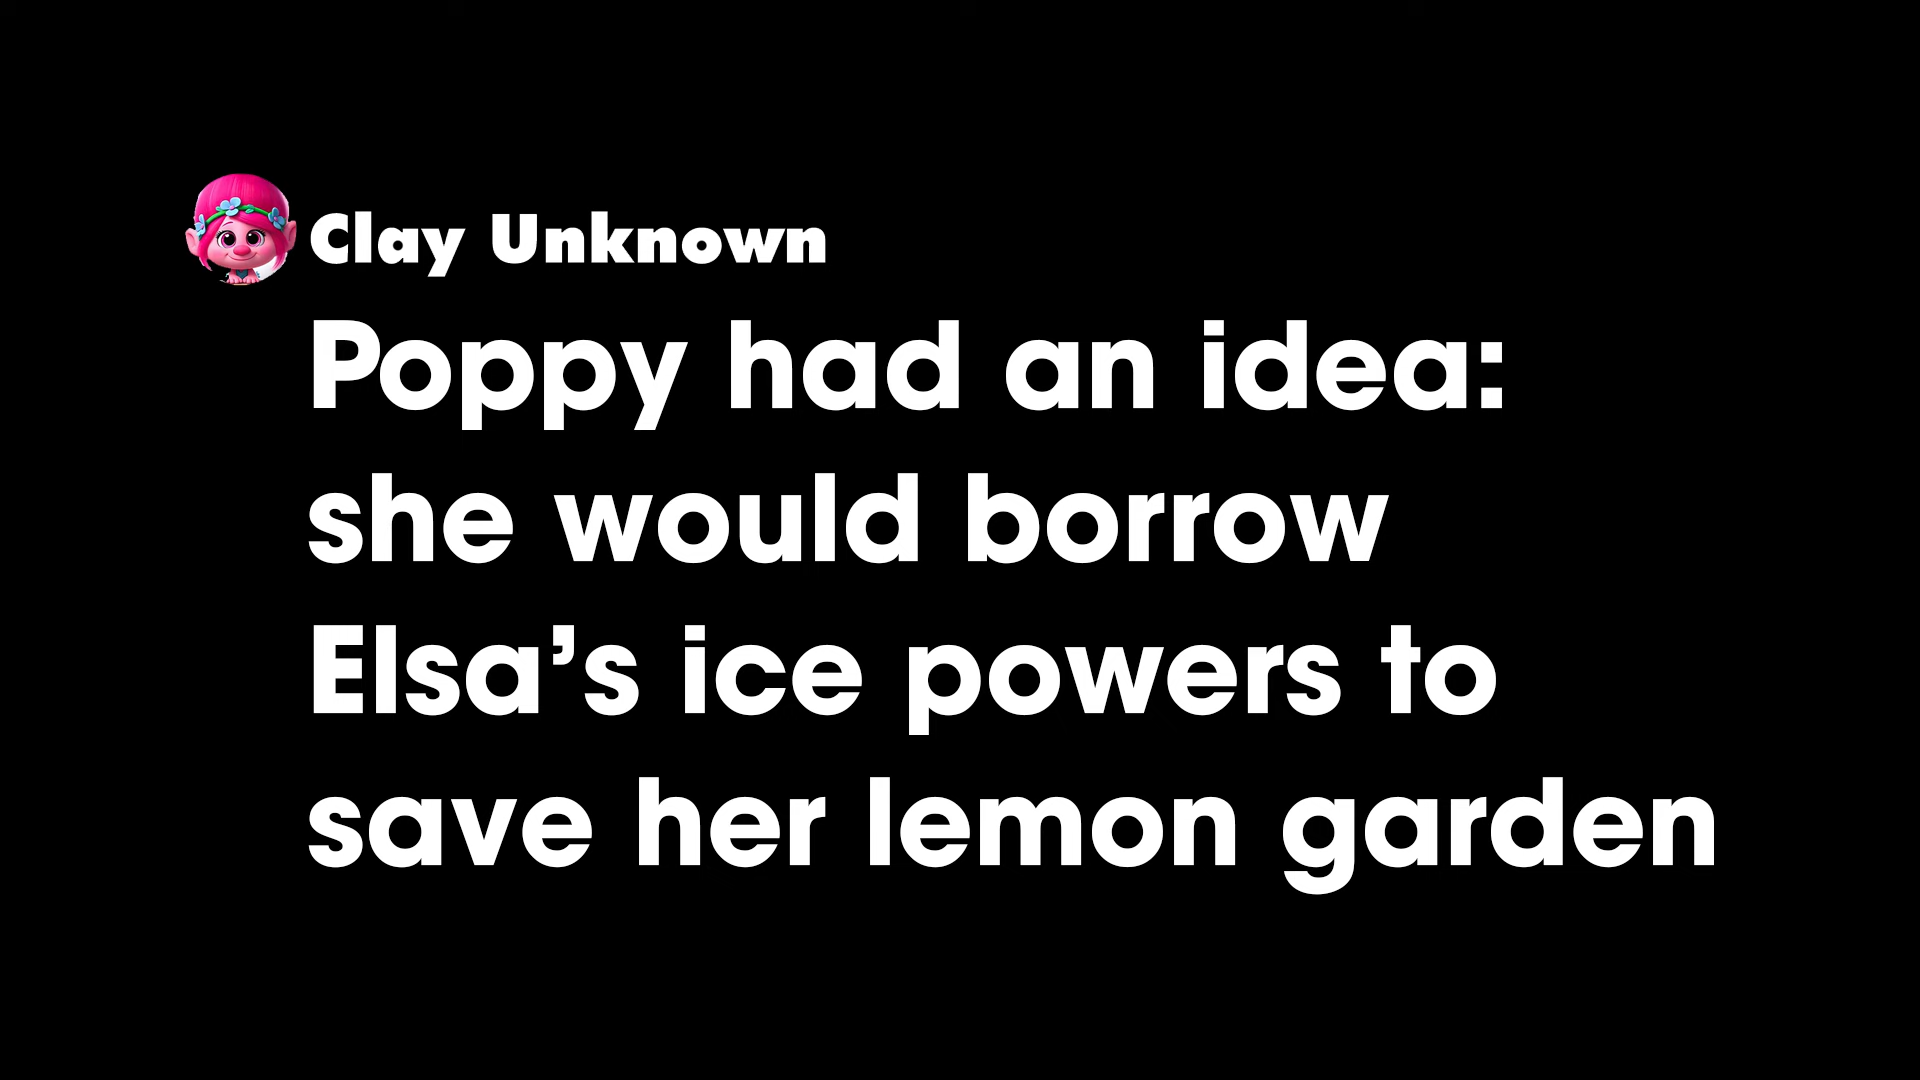 Clay Unknown
Poppy had an idea:
she would borrow
Elsa’s ice powers to
save her lemon garden